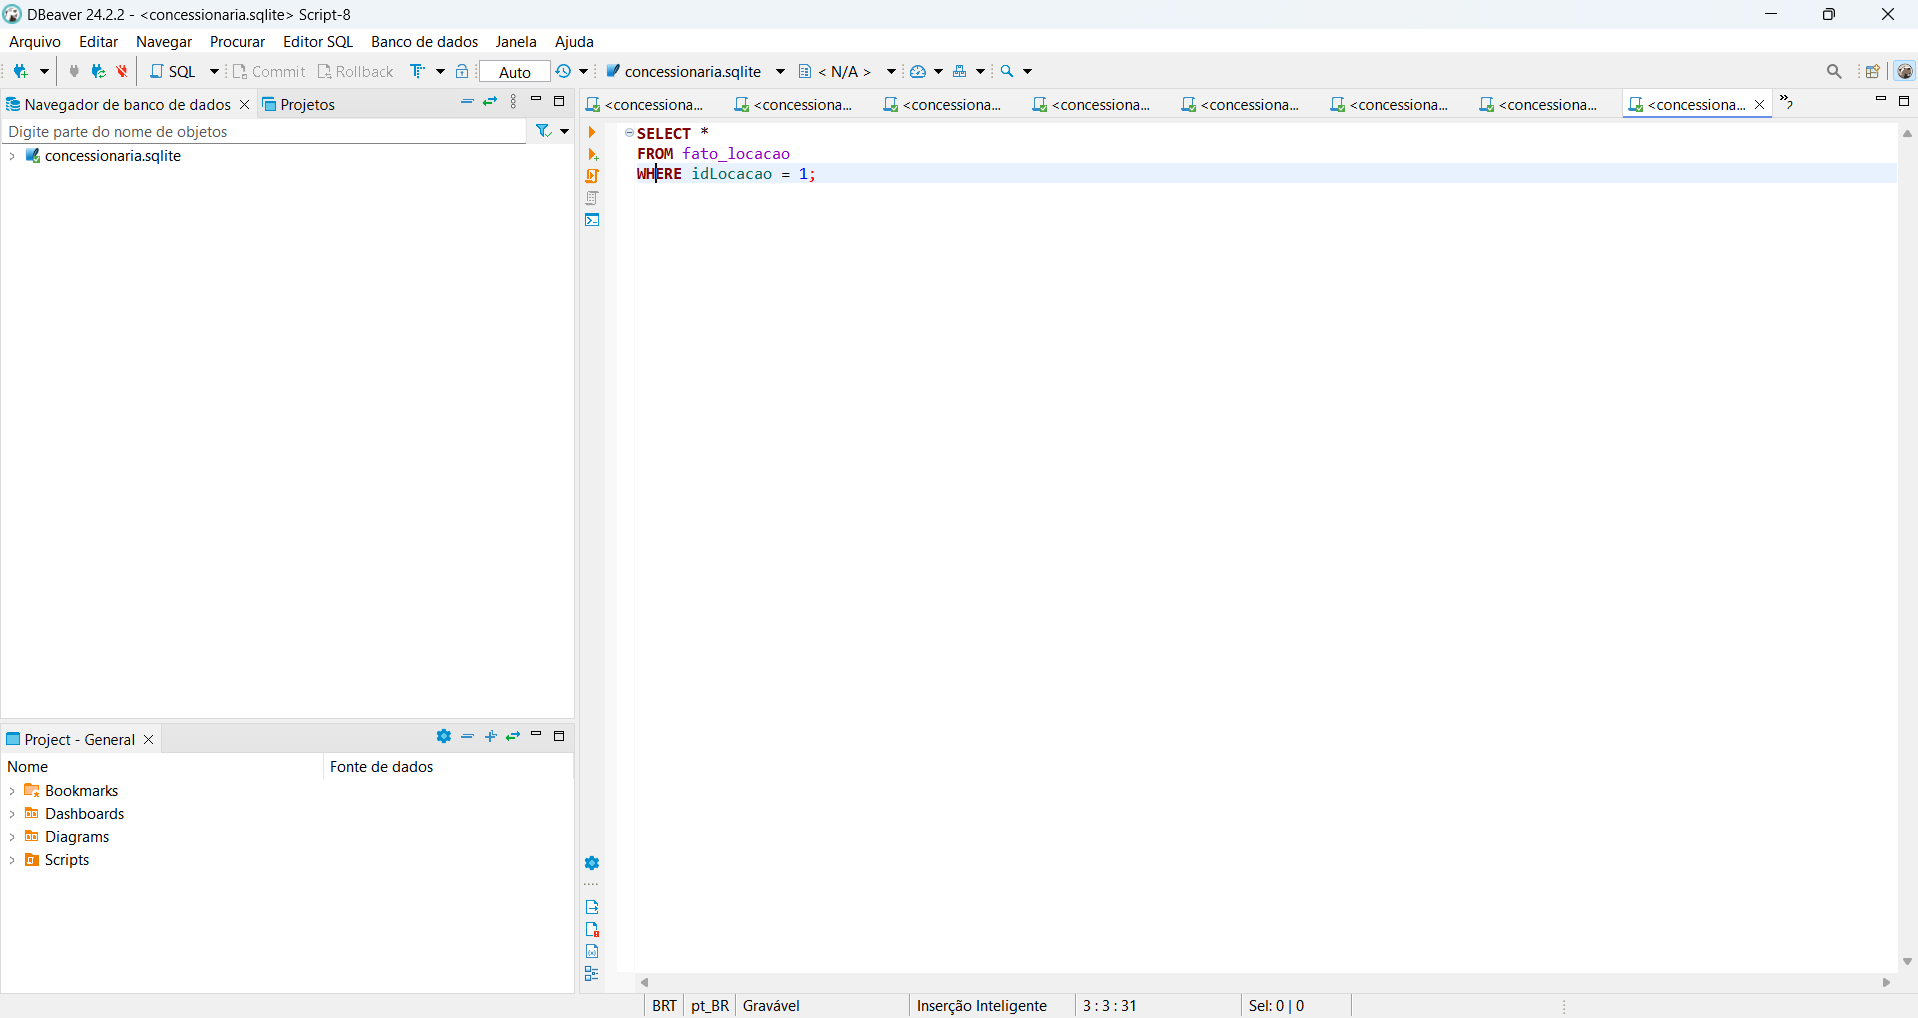 DBeaver 24.2.2 - <concessionaria.sqlite> Script-8
Arquivo Editar Navegar Procurar Editor SQL Banco de dados Janela Ajuda
SQL Commit Rollback Auto concessionaria.sqlite < N/A >
Navegador de banco de dados Projetos
<concessiona... <concessiona... <concessiona... <concessiona... <concessiona... <concessiona... <concessiona... <concessiona... »2
Digite parte do nome de objetos
concessionaria.sqlite
SELECT *
FROM fato_locacao
WHERE idLocacao = 1;
Project - General
Nome Fonte de dados
Bookmarks
Dashboards
Diagrams
Scripts
BRT pt_BR Gravável Inserção Inteligente 3 : 3 : 31 Sel: 0 | 0